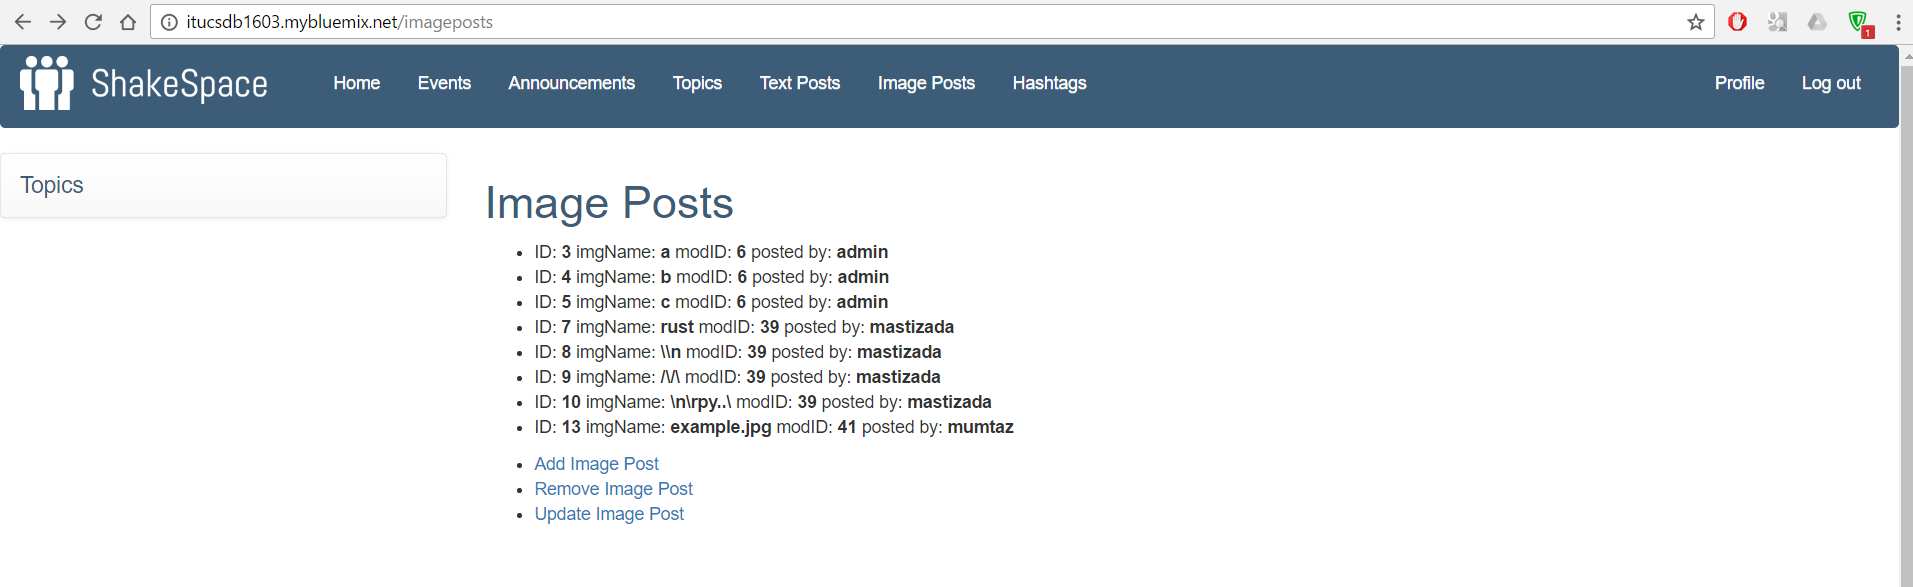 itucsdb1603.mybluemix.net/imageposts
1
ShakeSpace Home Events Announcements Topics Text Posts Image Posts Hashtags Profile Log out
Topics
Image Posts
ID: 3 imgName: a modID: 6 posted by: admin
ID: 4 imgName: b modID: 6 posted by: admin
ID: 5 imgName: c modID: 6 posted by: admin
ID: 7 imgName: rust modID: 39 posted by: mastizada
ID: 8 imgName: \\n modID: 39 posted by: mastizada
ID: 9 imgName: /\/\ modID: 39 posted by: mastizada
ID: 10 imgName: \n\rpy..\ modID: 39 posted by: mastizada
ID: 13 imgName: example.jpg modID: 41 posted by: mumtaz
Add Image Post
Remove Image Post
Update Image Post